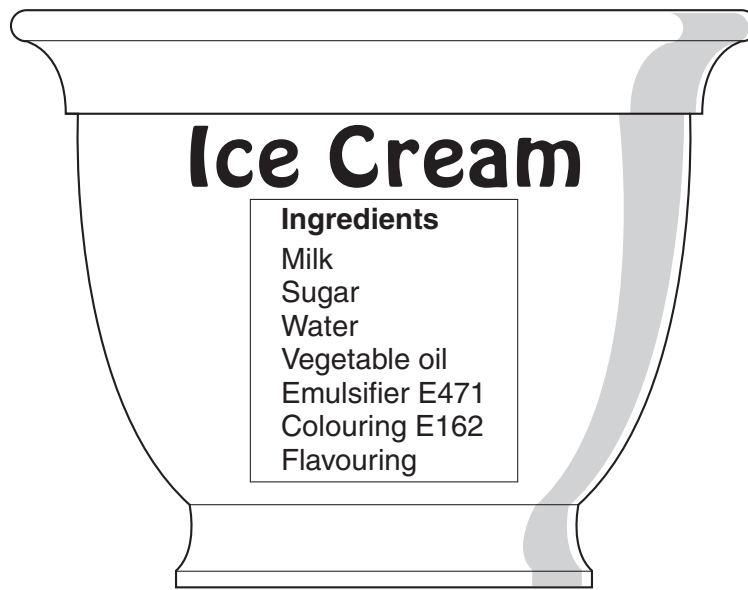 Ice Cream
Ingredients
Milk
Sugar
Water
Vegetable oil
Emulsifier E471
Colouring E162
Flavouring